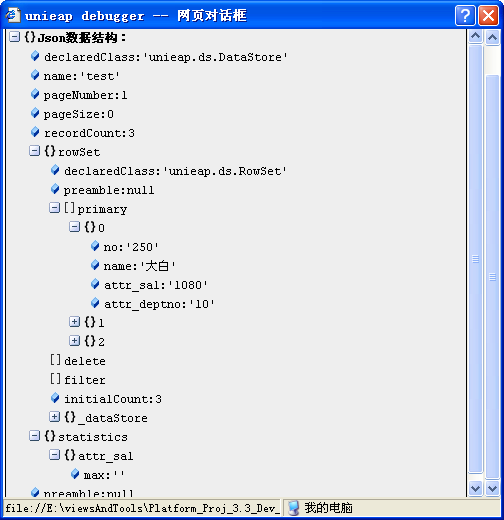 unieap debugger -- 网页对话框
{}Json数据结构：
declaredClass:'unieap.ds.DataStore'
name:'test'
pageNumber:1
pageSize:0
recordCount:3
{}rowSet
declaredClass:'unieap.ds.RowSet'
preamble:null
[]primary
{}0
no:'250'
name:'大白'
attr_sal:'1080'
attr_deptno:'10'
{}1
{}2
[]delete
[]filter
initialCount:3
{}_dataStore
{}statistics
{}attr_sal
max:''
preamble:null
file://E:\viewsAndTools\Platform_Proj_3.3_Dev_ 我的电脑